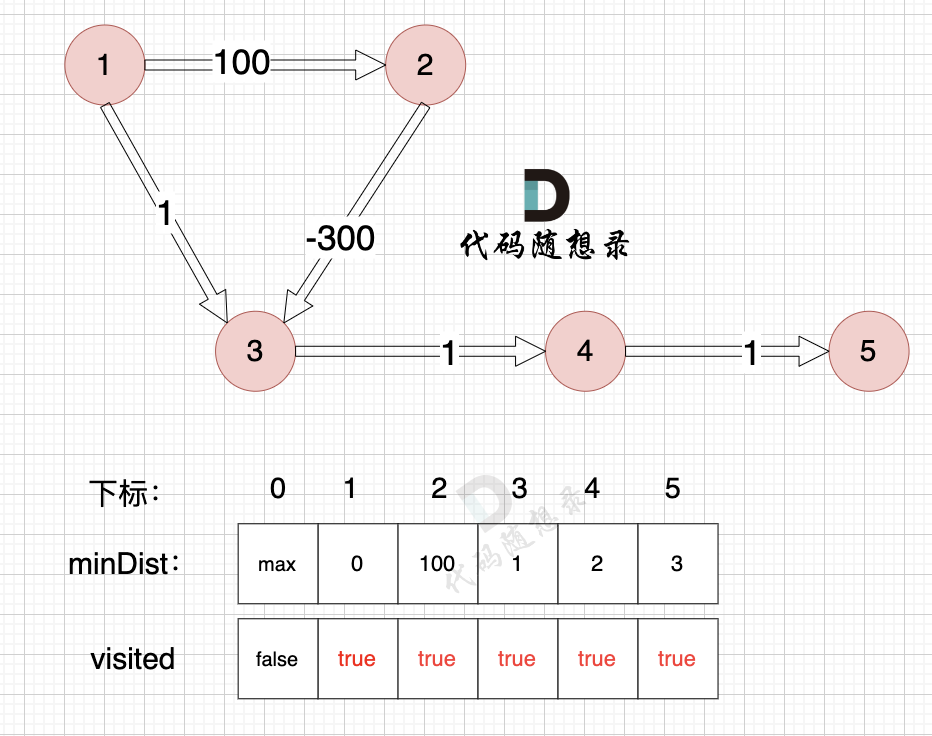 1 100 2
1
-300
代码随想录
3 1 4 1 5
下标： 0 1 2 3 4 5
minDist： max 0 100 1 2 3
代码随想录
visited false true true true true true